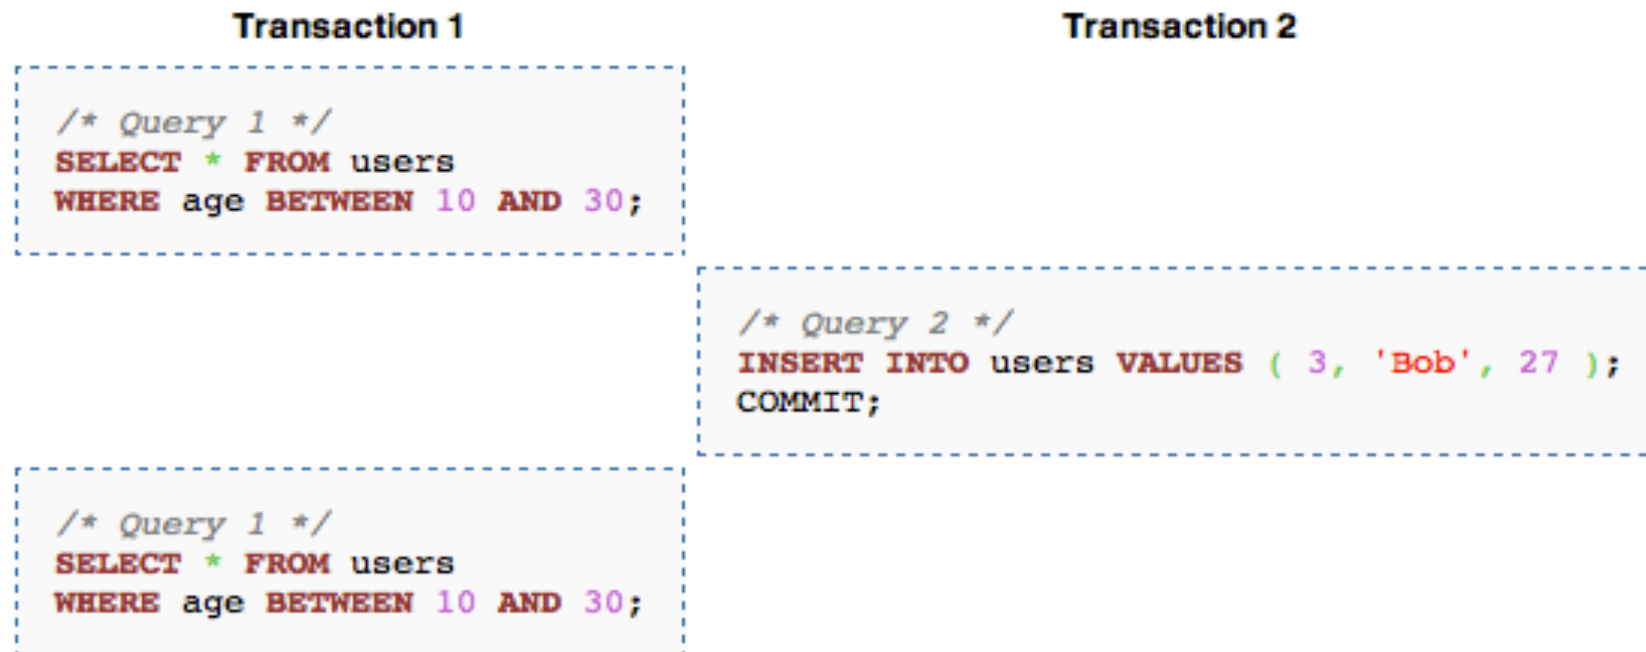 Transaction 1
Transaction 2
/* Query 1 */
SELECT * FROM users
WHERE age BETWEEN 10 AND 30;
/* Query 2 */
INSERT INTO users VALUES ( 3, 'Bob', 27 );
COMMIT;
/* Query 1 */
SELECT * FROM users
WHERE age BETWEEN 10 AND 30;